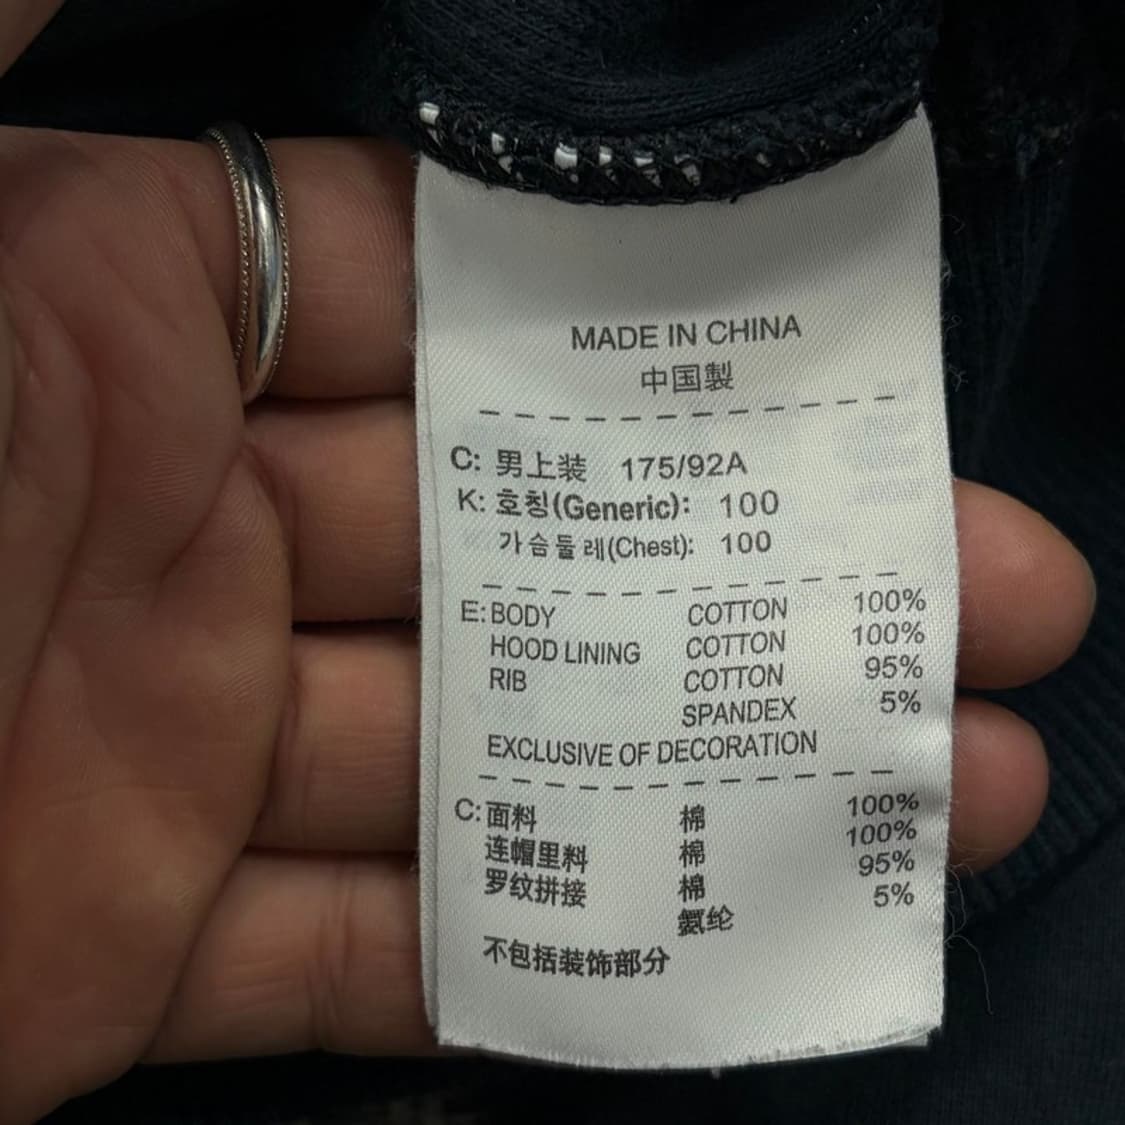 MADE IN CHINA
中国製
C: 男上装 175/92A
K: 호칭(Generic): 100
가슴둘레(Chest): 100
E: BODY COTTON 100%
HOOD LINING COTTON 100%
RIB COTTON 95%
SPANDEX 5%
EXCLUSIVE OF DECORATION
C: 面料 棉 100%
连帽里料 棉 100%
罗纹拼接 棉 95%
氨纶 5%
不包括装饰部分